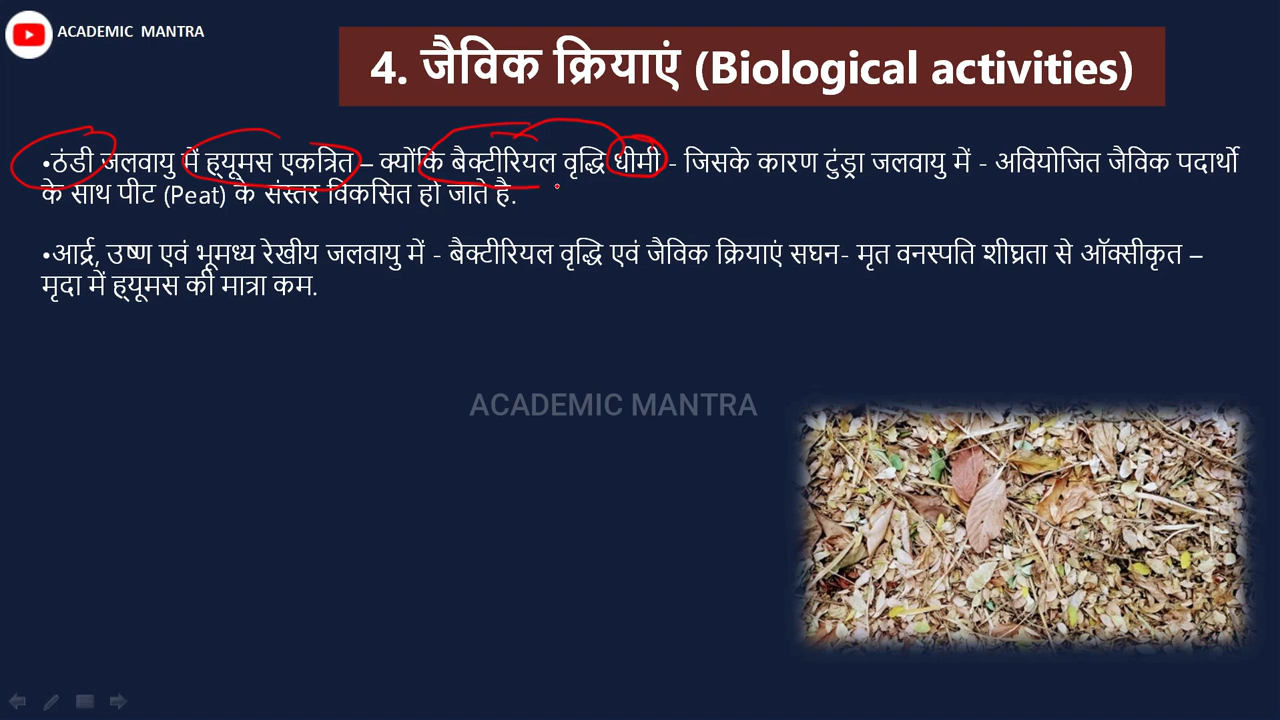 ACADEMIC MANTRA
4. जैविक क्रियाएं (Biological activities)
•ठंडी जलवायु में ह्यूमस एकत्रित – क्योंकि बैक्टीरियल वृद्धि धीमी - जिसके कारण टुंड्रा जलवायु में - अवियोजित जैविक पदार्थो
के साथ पीट (Peat) के संस्तर विकसित हो जाते है.
•आर्द्र, उष्ण एवं भूमध्य रेखीय जलवायु में - बैक्टीरियल वृद्धि एवं जैविक क्रियाएं सघन- मृत वनस्पति शीघ्रता से ऑक्सीकृत –
मृदा में ह्यूमस की मात्रा कम.
ACADEMIC MANTRA